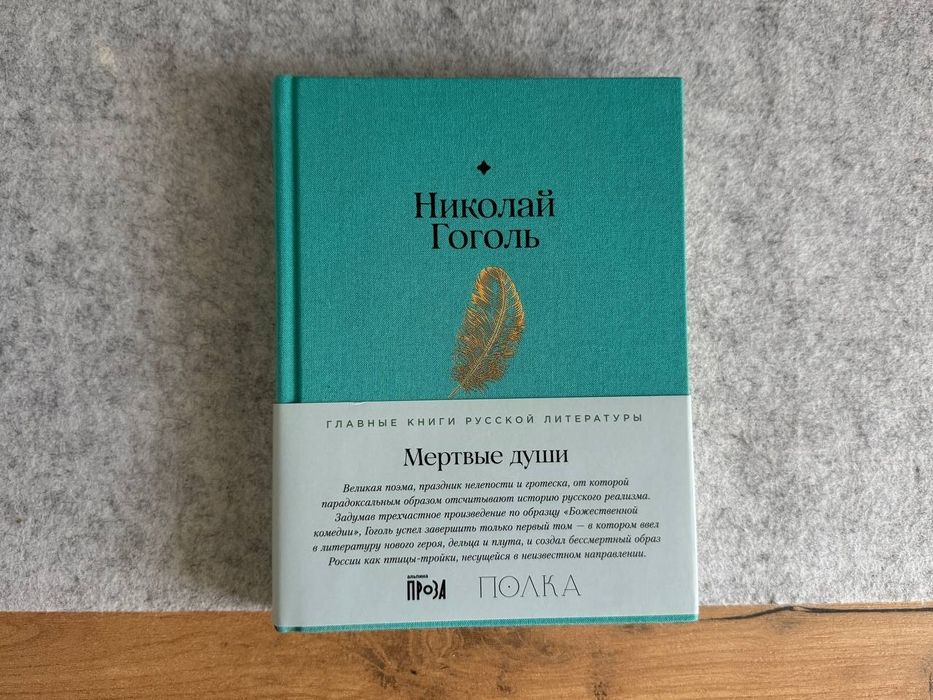 Николай
Гоголь
ГЛАВНЫЕ КНИГИ РУССКОЙ ЛИТЕРАТУРЫ
Мертвые души
Великая поэма, праздник нелепости и гротеска, от которой
парадоксальным образом отсчитывают историю русского реализма.
Задумав трехчастное произведение по образцу «Божественной
комедии», Гоголь успел завершить только первый том — в котором ввел
в литературу нового героя, дельца и плута, и создал бессмертный образ
России как птицы-тройки, несущейся в неизвестном направлении.
альпина
ПРОЗА
ПОЛКА